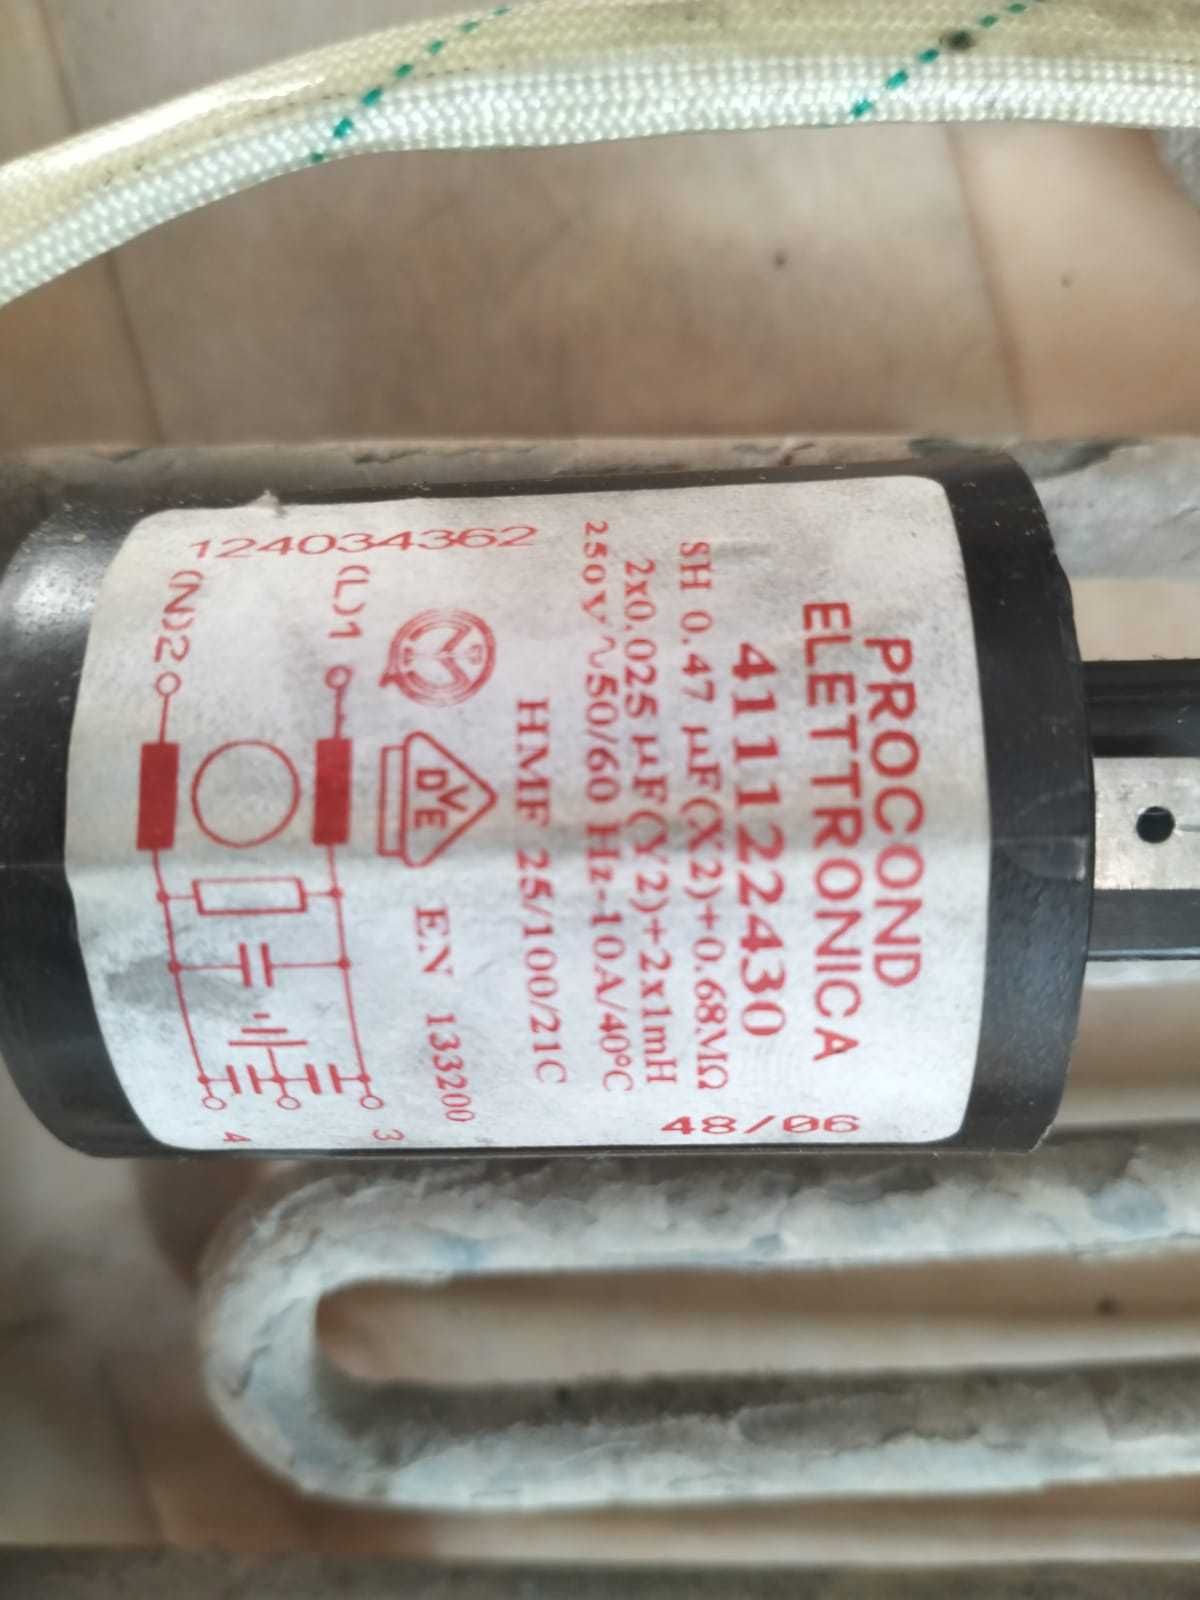 PROCOND
ELETTRONICA
411122430
SH 0.47 µF(X2)+0.68MΩ
2x0.025 µF(Y2)+2x1mH
250V∿50/60 Hz-10A/40°C
HMF 25/100/21C
DVE
EN 133200
48/06
124034362
(L)1
(N)2
3
4